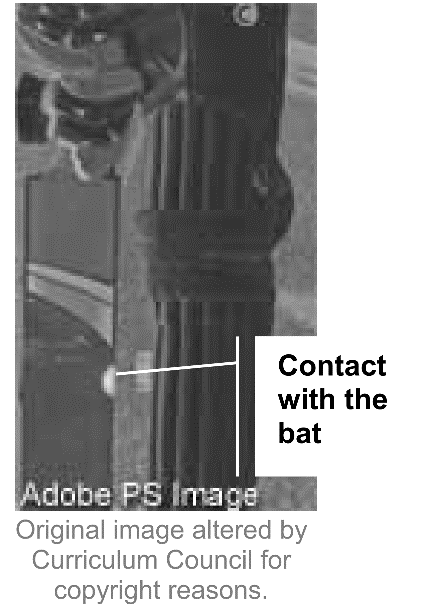 Contact
with the
bat
Adobe PS Image
Original image altered by
Curriculum Council for
copyright reasons.